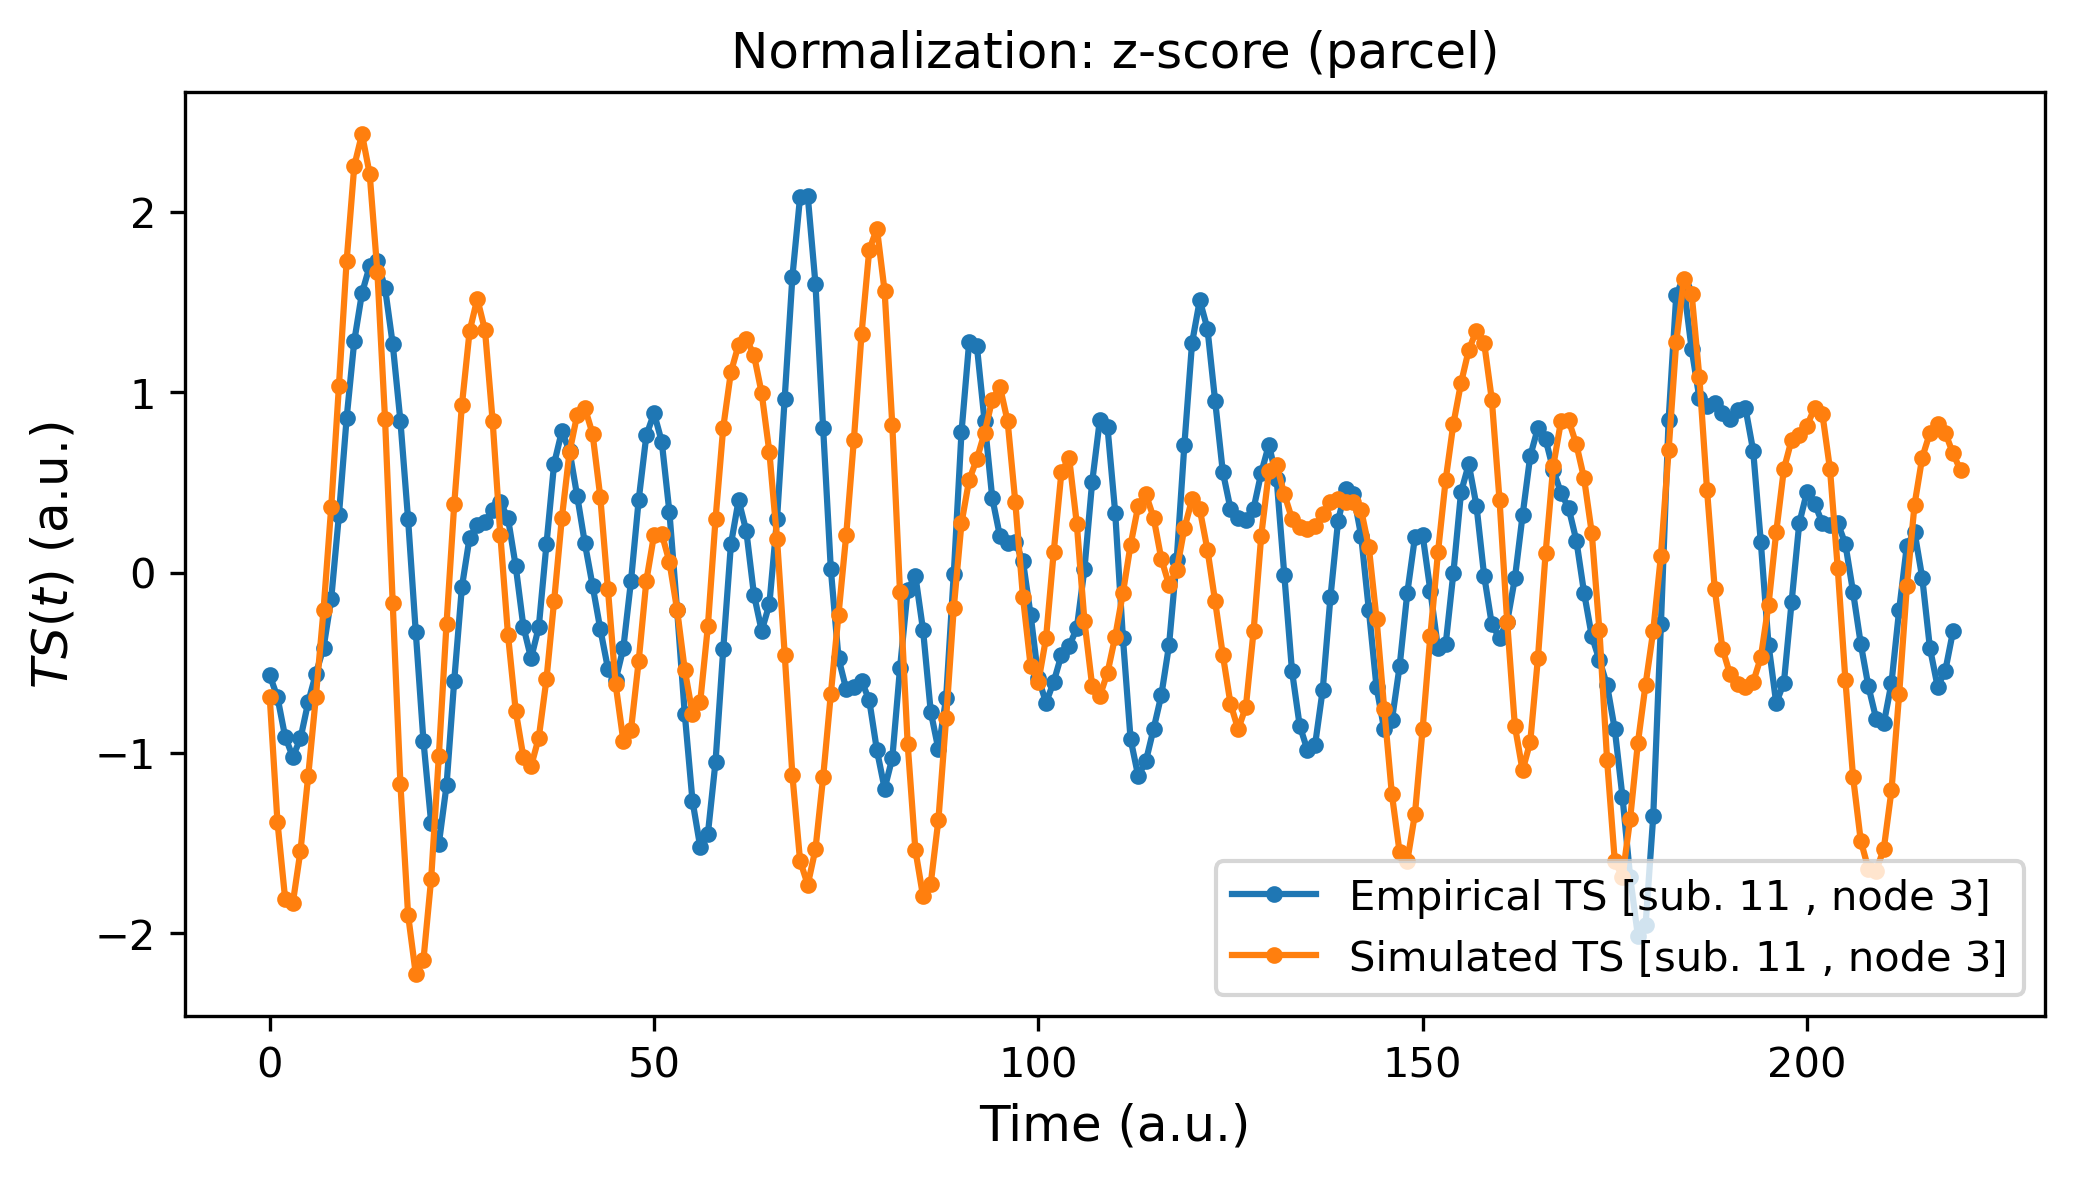 Normalization: z-score (parcel)
TS(t) (a.u.)
2
1
0
−1
−2
Empirical TS [sub. 11 , node 3]
Simulated TS [sub. 11 , node 3]
0 50 100 150 200
Time (a.u.)